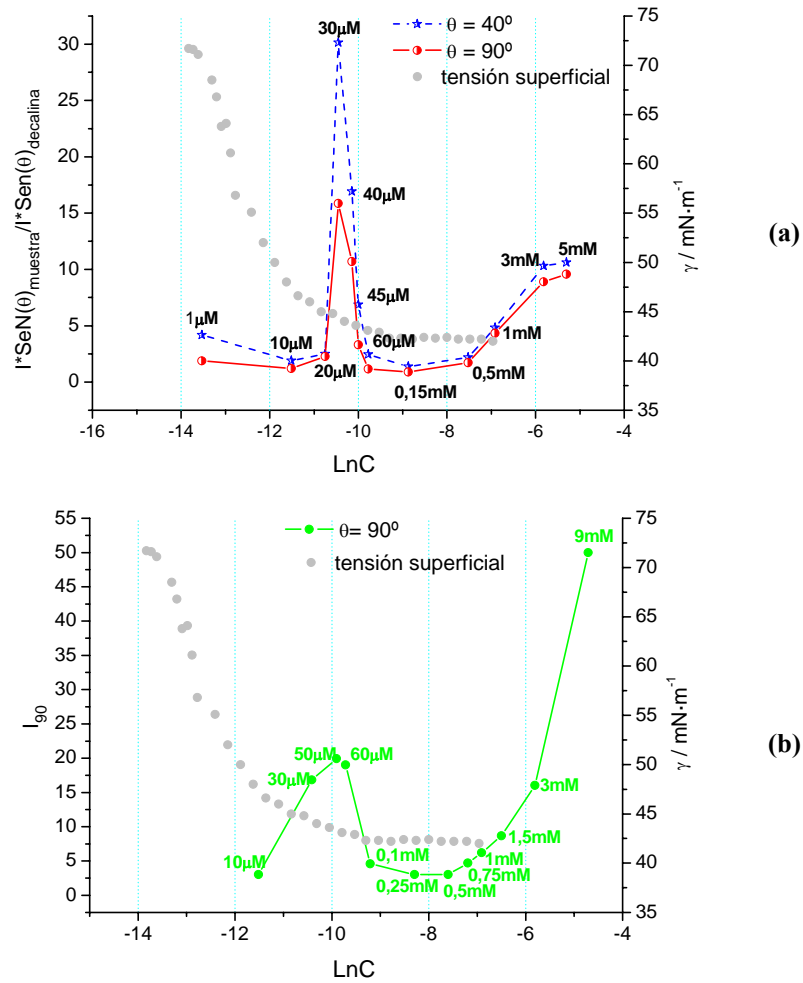 θ = 40º
θ = 90º
tensión superficial
30μM
40μM
45μM
60μM
1μM
10μM
20μM
0,15mM
0,5mM
1mM
3mM
5mM
30
25
20
15
10
5
0
I*SeN(θ)muestra/I*Sen(θ)decalina
75
70
65
60
55
50
45
40
35
γ / mN·m-1
-16 -14 -12 -10 -8 -6 -4
LnC
(a)
θ= 90º
tensión superficial
9mM
50μM
60μM
30μM
10μM
0,1mM
0,25mM
0,5mM
0,75mM
1mM
1,5mM
3mM
55
50
45
40
35
30
25
20
15
10
5
0
I90
75
70
65
60
55
50
45
40
35
γ / mN·m-1
-14 -12 -10 -8 -6 -4
LnC
(b)